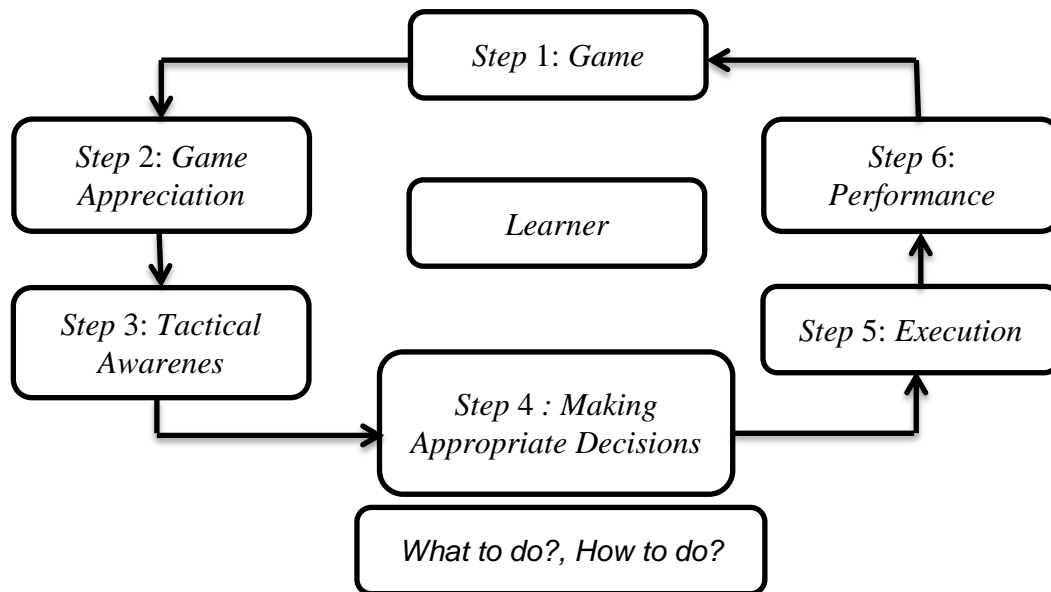 Step 1: Game
Step 2: Game
Appreciation
Step 3: Tactical
Awarenes
Step 4 : Making
Appropriate Decisions
What to do?, How to do?
Step 5: Execution
Step 6:
Performance
Learner